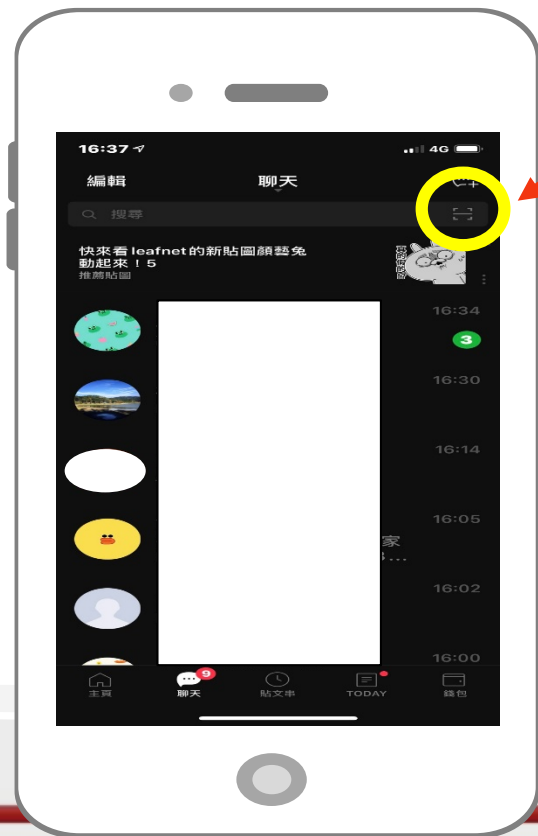 16:37
4G
編輯
聊天
搜尋
快來看 leafnet的新貼圖顏藝兔
動起來！5
推薦貼圖
16:34
3
16:30
16:14
16:05
家
...
16:02
16:00
9
主頁
聊天
貼文串
TODAY
錢包